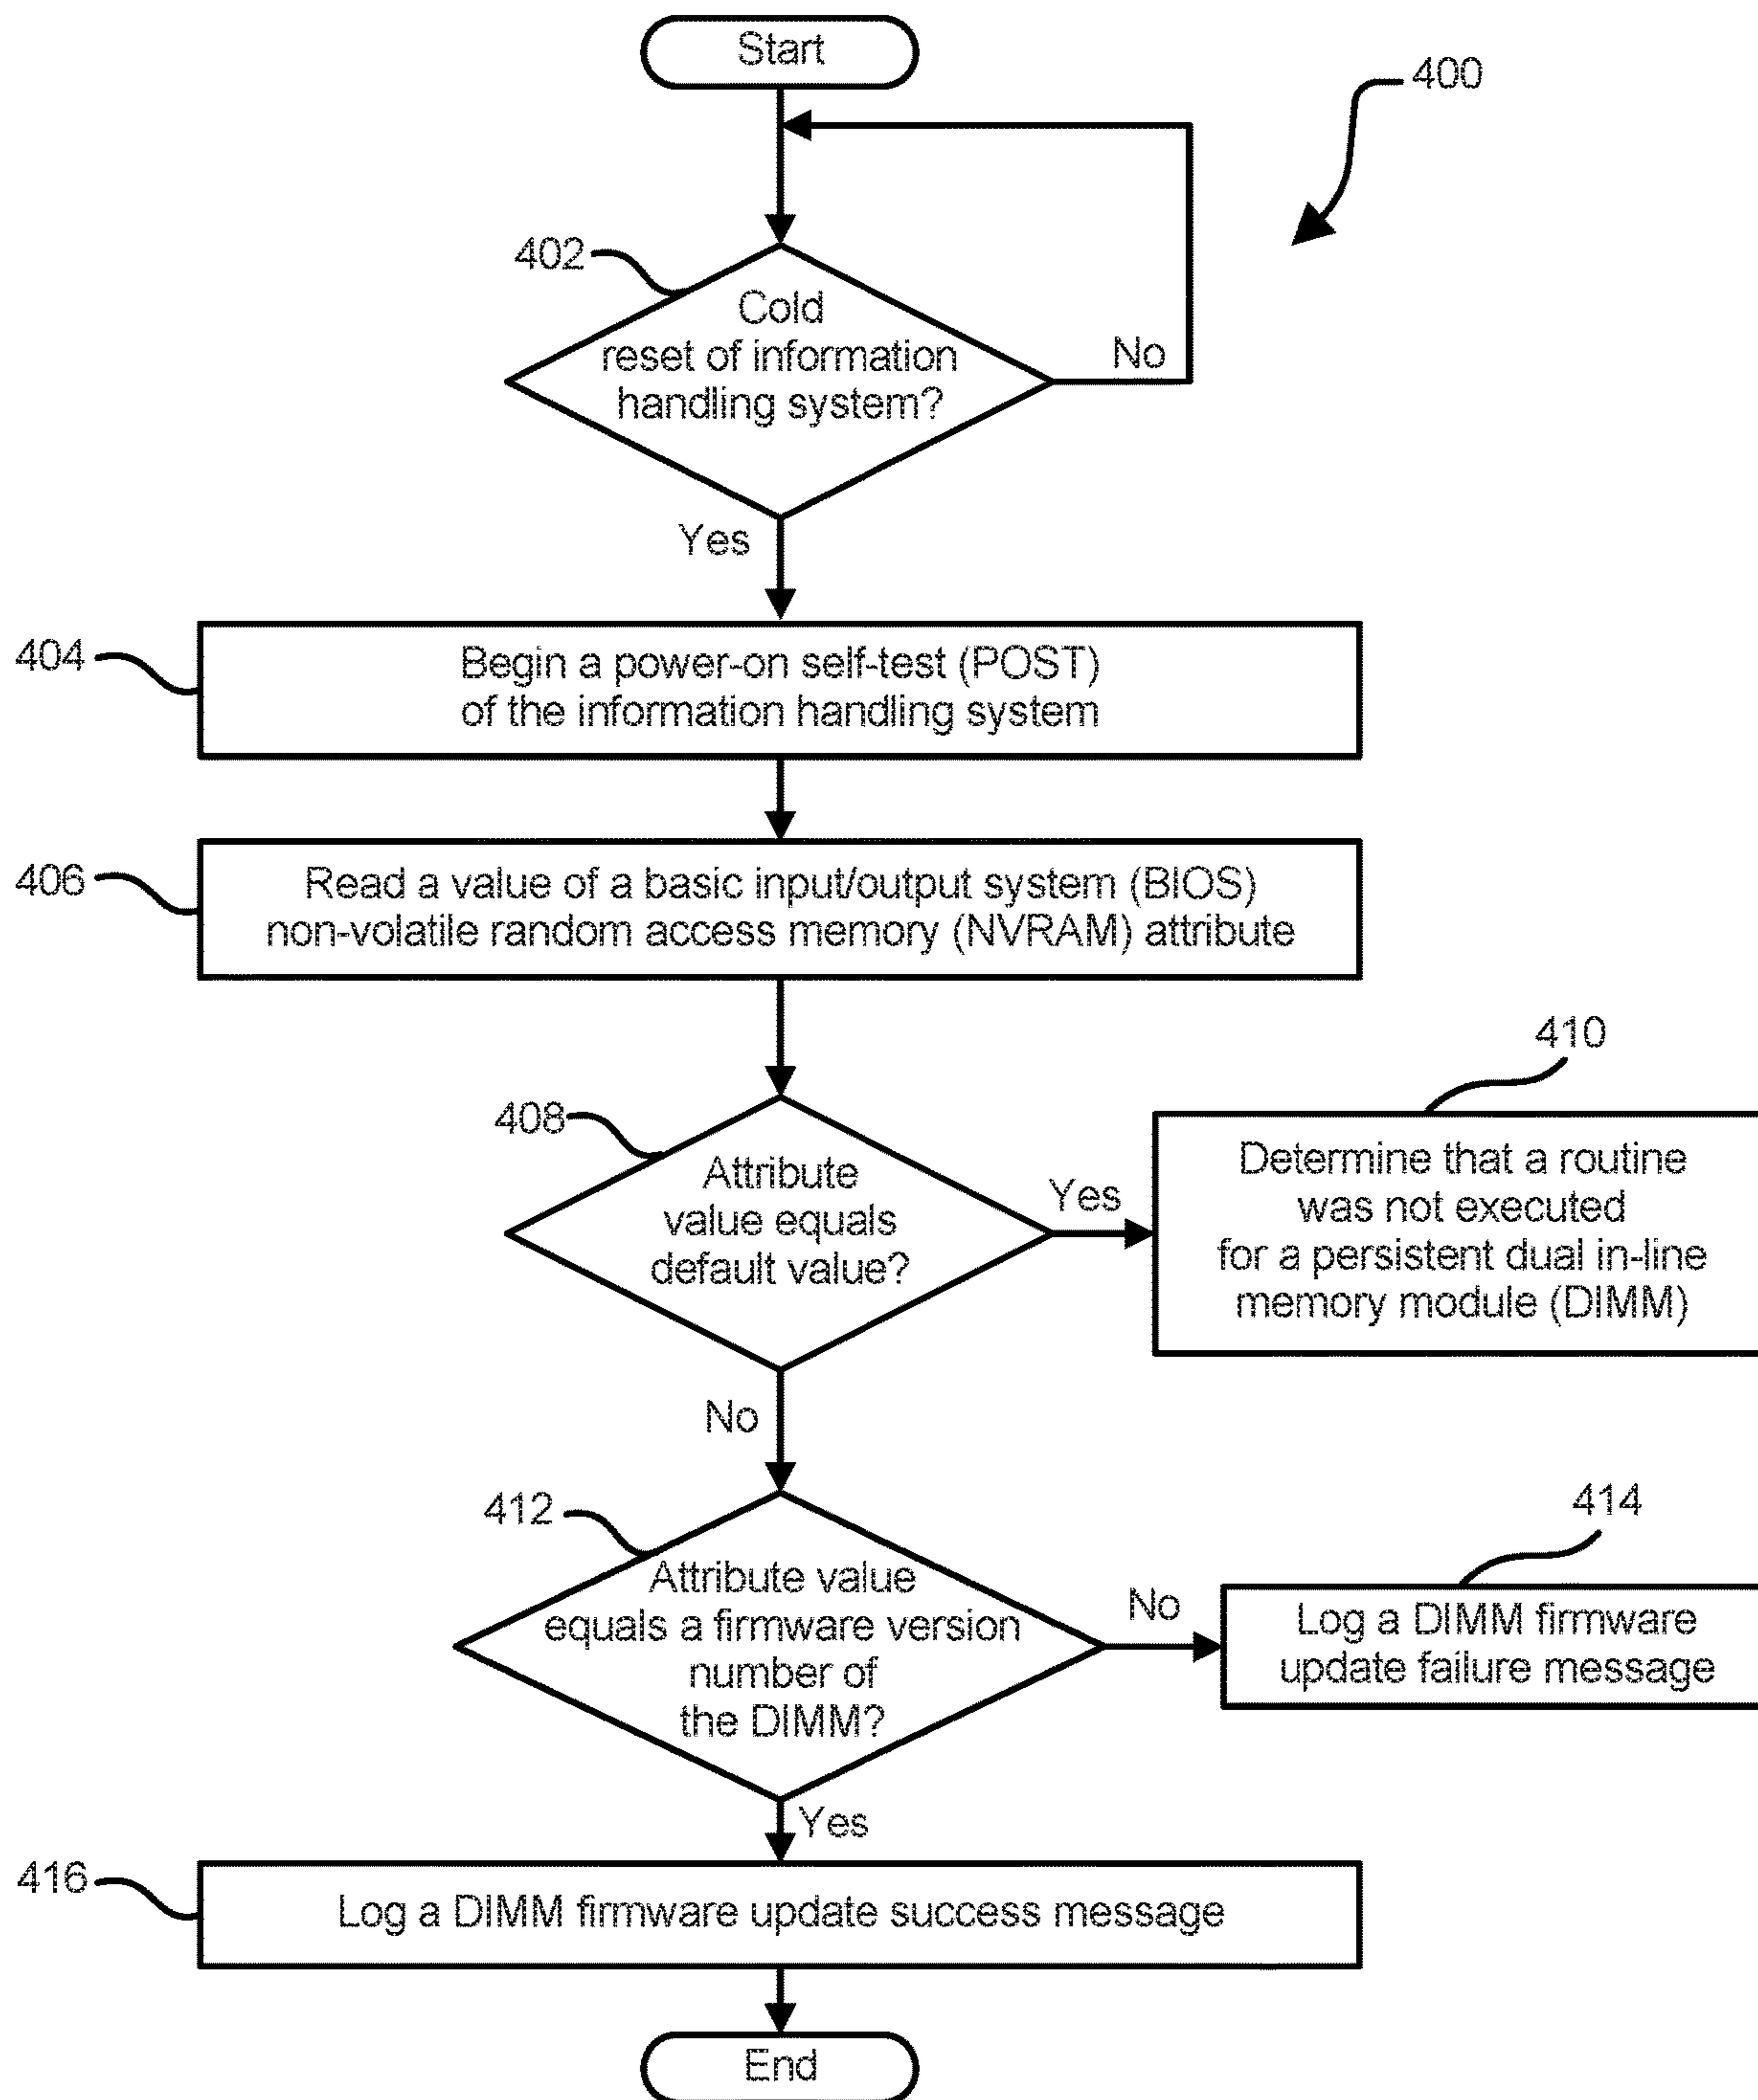 Start
400
402
Cold
reset of information
handling system?
No
Yes
404
Begin a power-on self-test (POST)
of the information handling system
406
Read a value of a basic input/output system (BIOS)
non-volatile random access memory (NVRAM) attribute
408
Attribute
value equals
default value?
Yes
410
Determine that a routine
was not executed
for a persistent dual in-line
memory module (DIMM)
No
412
Attribute value
equals a firmware version
number of
the DIMM?
No
414
Log a DIMM firmware
update failure message
Yes
416
Log a DIMM firmware update success message
End